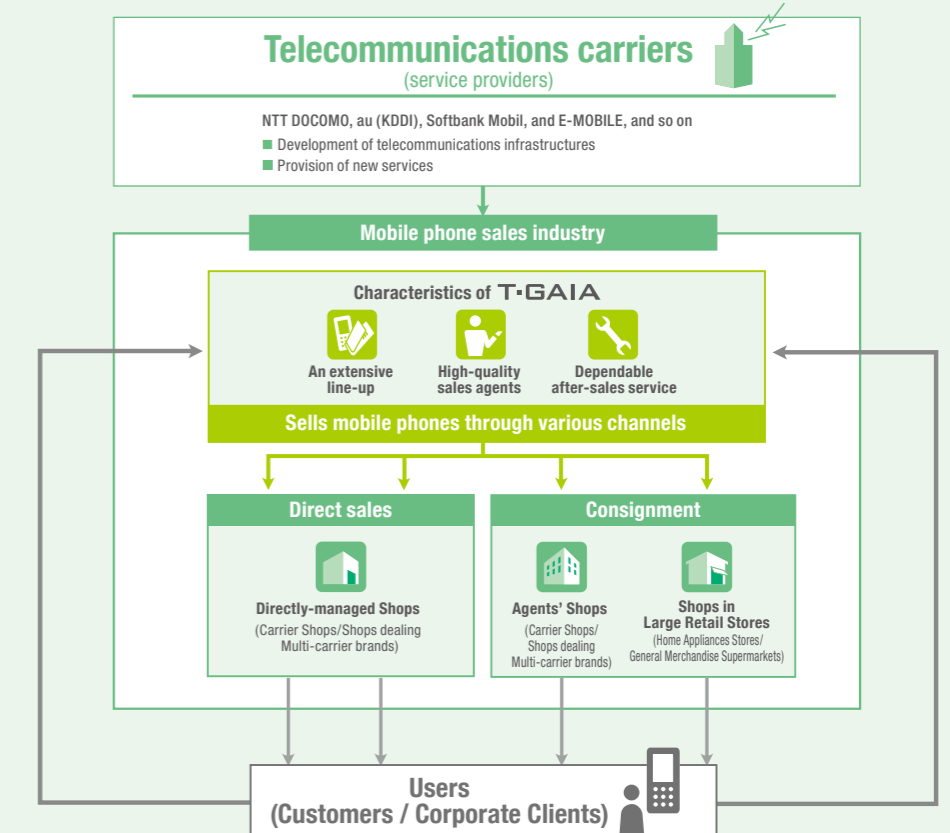 Telecommunications carriers
(service providers)
NTT DOCOMO, au (KDDI), Softbank Mobil, and E-MOBILE, and so on
Development of telecommunications infrastructures
Provision of new services
Mobile phone sales industry
Characteristics of T-GAIA
An extensive
line-up
High-quality
sales agents
Dependable
after-sales service
Sells mobile phones through various channels
Direct sales
Directly-managed Shops
(Carrier Shops/Shops dealing
Multi-carrier brands)
Consignment
Agents' Shops
(Carrier Shops/
Shops dealing
Multi-carrier brands)
Shops in
Large Retail Stores
(Home Appliances Stores/
General Merchandise Supermarkets)
Users
(Customers / Corporate Clients)